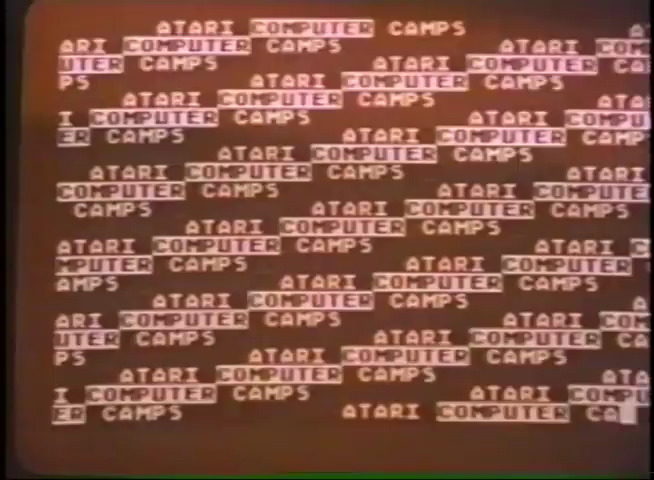 ATARI COMPUTER CAMPS A
ARI COMPUTER CAMPS ATARI COM
UTER CAMPS ATARI COMPUTER CA
PS ATARI COMPUTER CAMPS
ATARI COMPUTER CAMPS ATA
I COMPUTER CAMPS ATARI COMPU
ER CAMPS ATARI COMPUTER CAMP
ATARI COMPUTER CAMPS
ATARI COMPUTER CAMPS ATARI
COMPUTER CAMPS ATARI COMPUTE
CAMPS ATARI COMPUTER CAMPS
ATARI COMPUTER CAMPS
ATARI COMPUTER CAMPS ATARI C
MPUTER CAMPS ATARI COMPUTER
AMPS ATARI COMPUTER CAMPS
ATARI COMPUTER CAMPS A
ARI COMPUTER CAMPS ATARI COM
UTER CAMPS ATARI COMPUTER CA
PS ATARI COMPUTER CAMPS
ATARI COMPUTER CAMPS ATA
I COMPUTER CAMPS ATARI COMPU
ER CAMPS ATARI COMPUTER CA